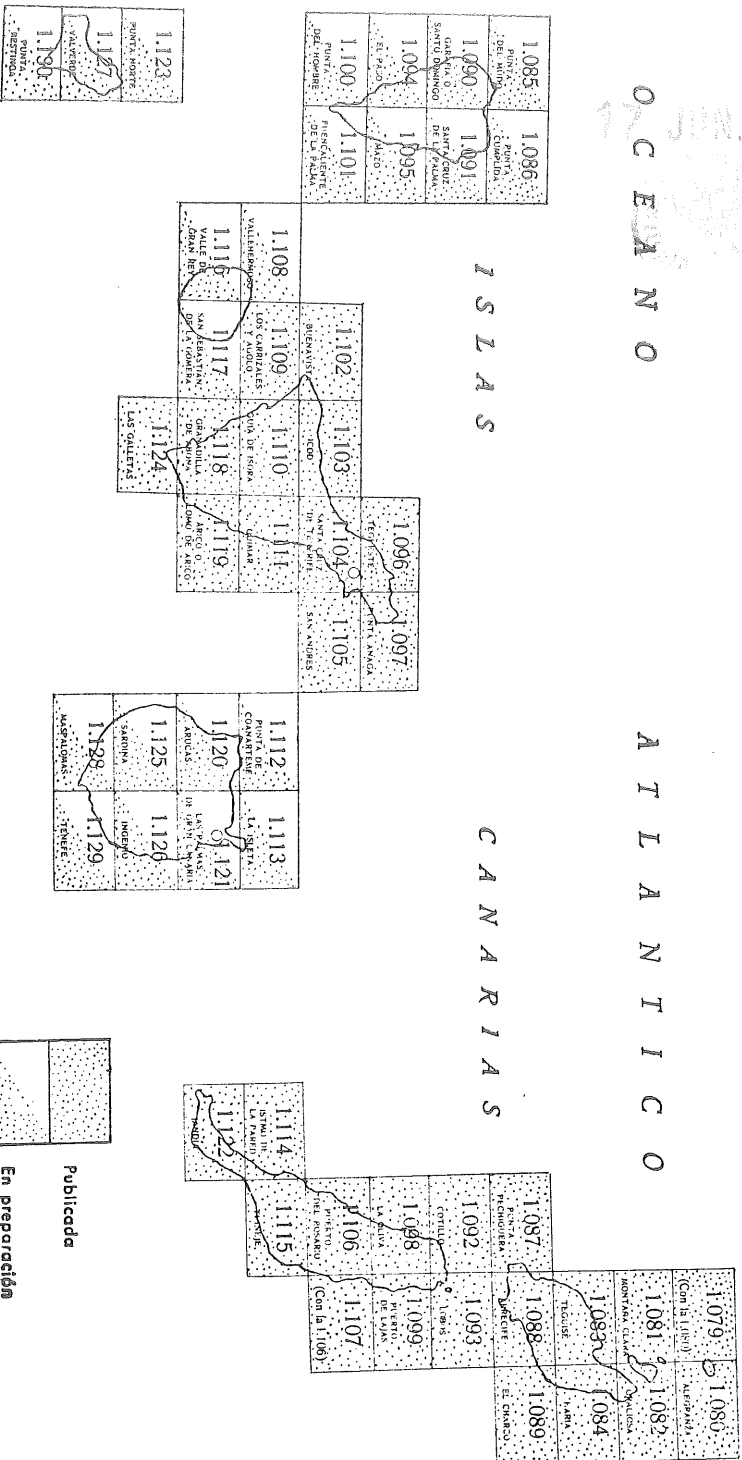 OCEANO ATLANTICO
ISLAS CANARIAS
1.085
PUNTA
DEL MUDO
1.086
PUNTA
CUMPLIDA
1.090
GARAFIA O
SANTO DOMINGO
1.091
SANTA CRUZ
DE LA PALMA
1.094
EL PASO
1.095
MAZO
1.100
PUNTA
DEL HOMBRE
1.101
FUENCALIENTE
DE LA PALMA
1.123
PUNTA NORTE
1.127
VALVERDE
1.130
PUNTA
RESTINGA
1.108
VALLEHERMOSO
1.116
VALLE DE
GRAN REY
1.117
SAN SEBASTIAN
DE LA GOMERA
1.102
BUENAVISTA
1.109
LOS CARRIZALES
Y AGULO
1.103
ICOD
1.110
GUIA DE ISORA
1.118
GRANADILLA
DE ABONA
1.124
LAS GALLETAS
1.096
TEGUESTE
1.097
PUNTA ANAGA
1.104
SANTA CRUZ
DE TENERIFE
1.105
SAN ANDRES
1.111
GUIMAR
1.119
ARICO O
LOMO DE ARICO
1.112
PUNTA DE
GUANARTEME
1.113
LA ISLETA
1.120
ARUCAS
1.121
LAS PALMAS
DE GRAN CANARIA
1.125
SARDINA
1.126
INGENIO
1.128
MASPALOMAS
1.129
TENEFE
1.079
(Con la 1.080)
1.080
ALEGRANZA
1.081
MONTAÑA CLARA
1.082
GRACIOSA
1.083
TEGUISE
1.084
HARIA
1.087
PUNTA
PECHIGUERA
1.088
ARRECIFE
1.089
EL CHARCO
1.092
COTILLO
1.093
LOBOS
1.098
LA OLIVA
1.099
PUERTO
DE LAJAS
1.106
PUERTO
DEL ROSARIO
1.107
(Con la 1.106)
1.114
ISTMO DE
LA PARED
1.115
TUINEJE
1.122
JANDIA
Publicada
En preparación